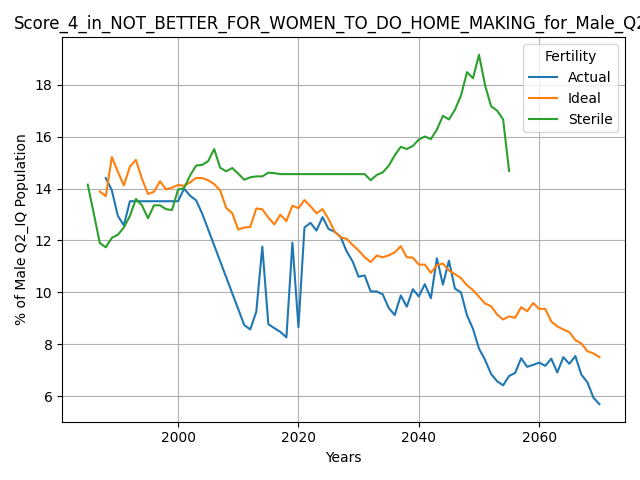 Score_4_in_NOT_BETTER_FOR_WOMEN_TO_DO_HOME_MAKING_for_Male_Q2
Fertility
Actual
Ideal
Sterile
% of Male Q2_IQ Population
18
16
14
12
10
8
6
2000 2020 2040 2060
Years